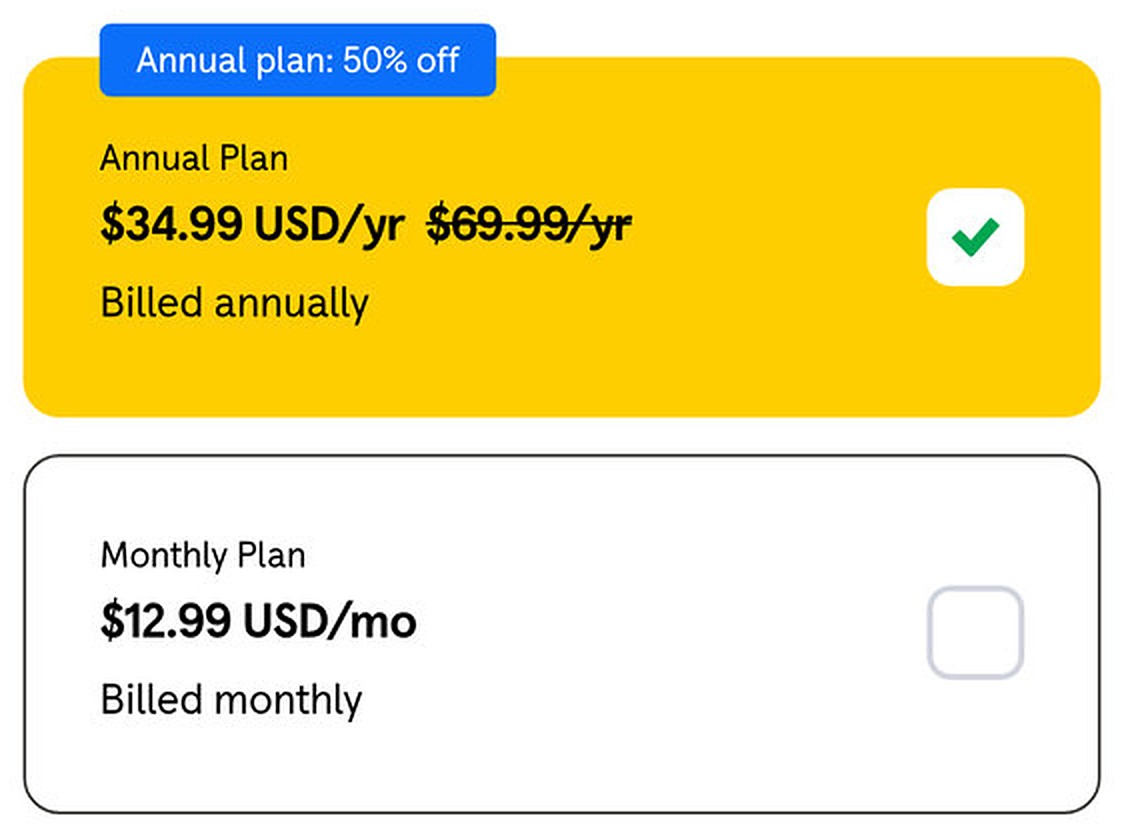 Annual plan: 50% off
Annual Plan
$34.99 USD/yr $69.99/yr
Billed annually
Monthly Plan
$12.99 USD/mo
Billed monthly